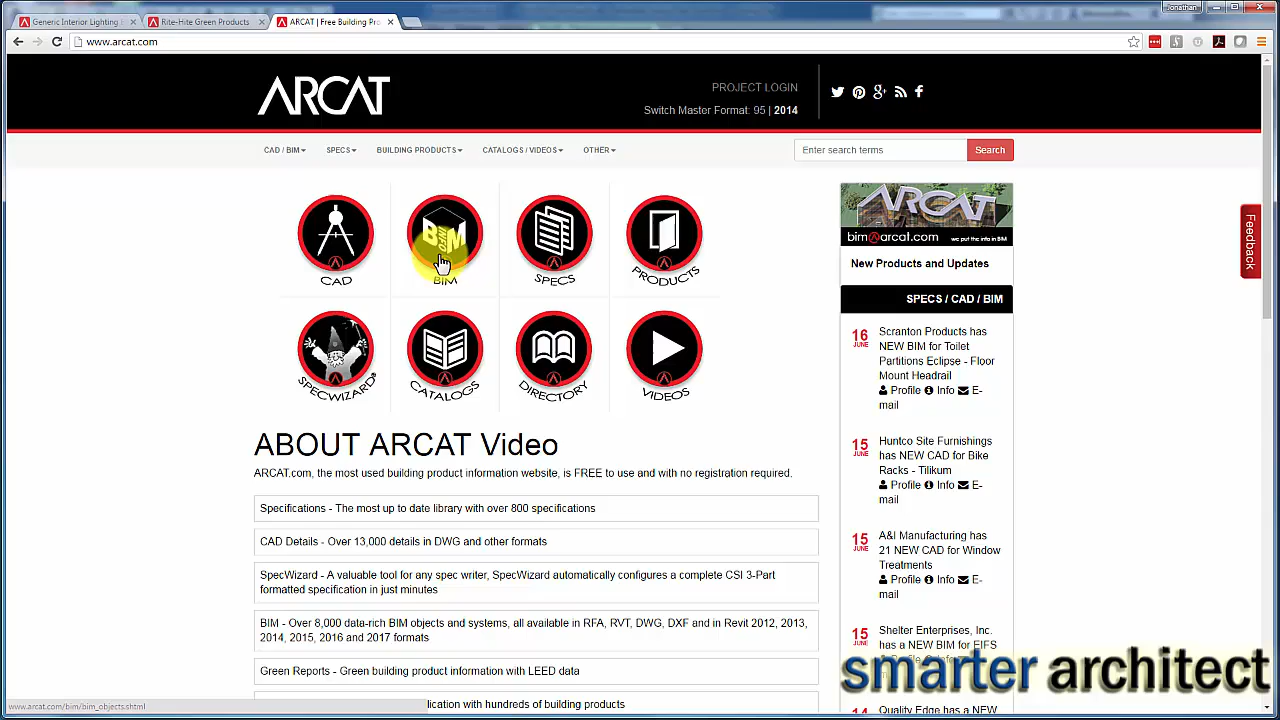 Jonathan
Generic Interior Lighting
Rite-Hite Green Products
ARCAT | Free Building Pro
www.arcat.com
ARCAT
PROJECT LOGIN
Switch Master Format: 95 | 2014
CAD / BIM
SPECS
BUILDING PRODUCTS
CATALOGS / VIDEOS
OTHER
Enter search terms
Search
CAD
BIM
INFO
BIM
SPECS
PRODUCTS
SPECWIZARD®
CATALOGS
DIRECTORY
VIDEOS
ABOUT ARCAT Video
ARCAT.com, the most used building product information website, is FREE to use and with no registration required.
Specifications - The most up to date library with over 800 specifications
CAD Details - Over 13,000 details in DWG and other formats
SpecWizard - A valuable tool for any spec writer, SpecWizard automatically configures a complete CSI 3-Part
formatted specification in just minutes
BIM - Over 8,000 data-rich BIM objects and systems, all available in RFA, RVT, DWG, DXF and in Revit 2012, 2013,
2014, 2015, 2016 and 2017 formats
Green Reports - Green building product information with LEED data
lication with hundreds of building products
www.arcat.com/bim/bim_objects.shtml
ARCAT
bim@arcat.com we put the info in BIM
New Products and Updates
SPECS / CAD / BIM
16
JUNE
Scranton Products has
NEW BIM for Toilet
Partitions Eclipse - Floor
Mount Headrail
Profile Info E-
mail
15
JUNE
Huntco Site Furnishings
has NEW CAD for Bike
Racks - Tilikum
Profile Info E-
mail
15
JUNE
A&I Manufacturing has
21 NEW CAD for Window
Treatments
Profile Info E-
mail
15
JUNE
Shelter Enterprises, Inc.
has a NEW BIM for EIFS
Quality Edge has a NEW
Feedback
smarter architect